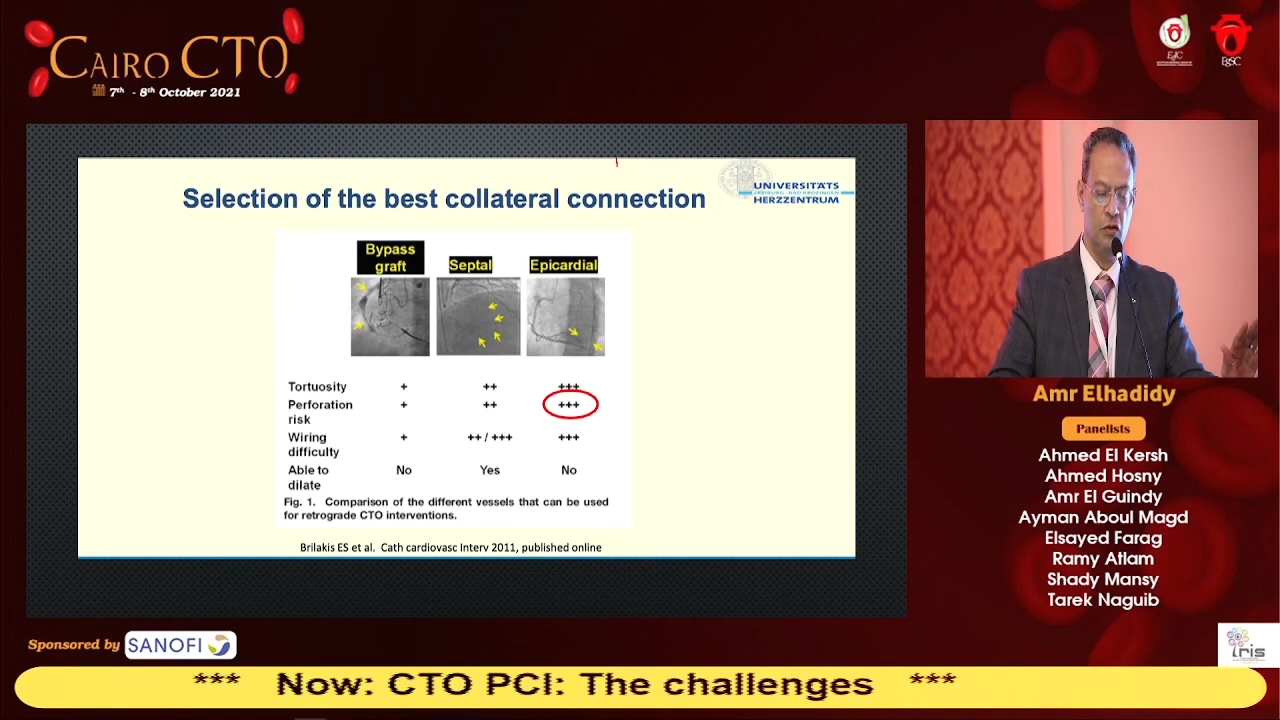 CAIRO CTO
7th - 8th October 2021
EgSC
Selection of the best collateral connection
UNIVERSITÄTS
HERZZENTRUM
Bypass
graft
Septal
Epicardial
Tortuosity + ++ +++
Perforation
risk + ++ +++
Wiring
difficulty + ++ / +++ +++
Able to
dilate No Yes No
Fig. 1. Comparison of the different vessels that can be used
for retrograde CTO interventions.
Brilakis ES et al. Cath cardiovasc Interv 2011, published online
Amr Elhadidy
Panelists
Ahmed El Kersh
Ahmed Hosny
Amr El Guindy
Ayman Aboul Magd
Elsayed Farag
Ramy Atlam
Shady Mansy
Tarek Naguib
Sponsored by SANOFI
iris
*** Now: CTO PCI: The challenges ***